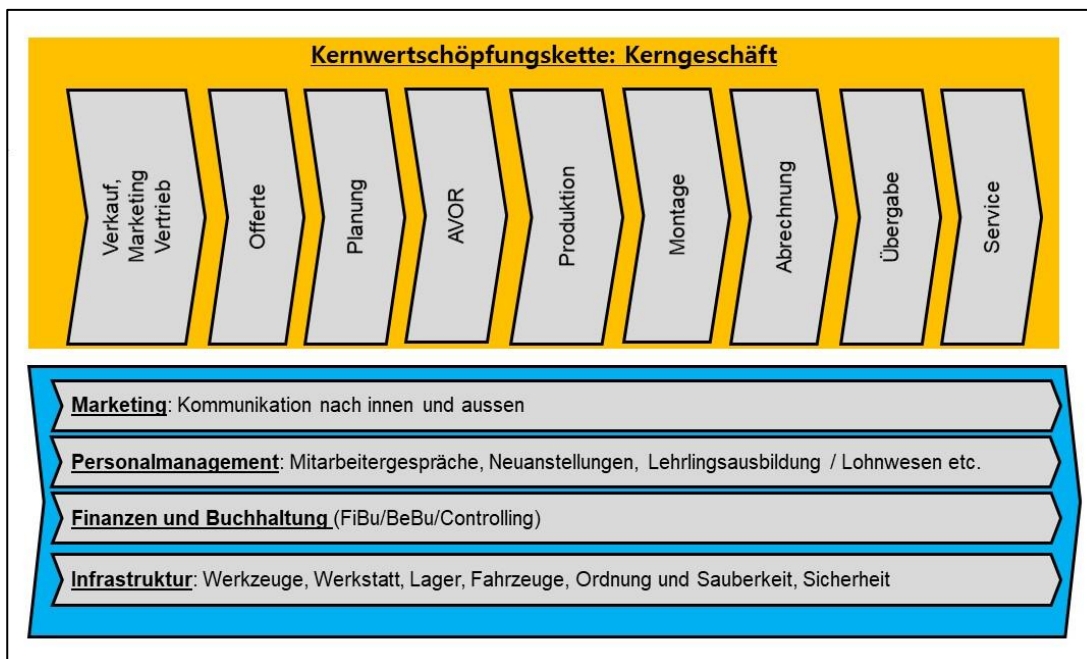 Kernwertschöpfungskette: Kerngeschäft
Verkauf,
Marketing
Vertrieb
Offerte
Planung
AVOR
Produktion
Montage
Abrechnung
Übergabe
Service
Marketing: Kommunikation nach innen und aussen
Personalmanagement: Mitarbeitergespräche, Neuanstellungen, Lehrlingsausbildung / Lohnwesen etc.
Finanzen und Buchhaltung (FiBu/BeBu/Controlling)
Infrastruktur: Werkzeuge, Werkstatt, Lager, Fahrzeuge, Ordnung und Sauberkeit, Sicherheit